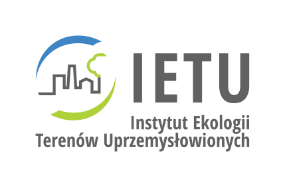 IETU
Instytut Ekologii
Terenów Uprzemysłowionych